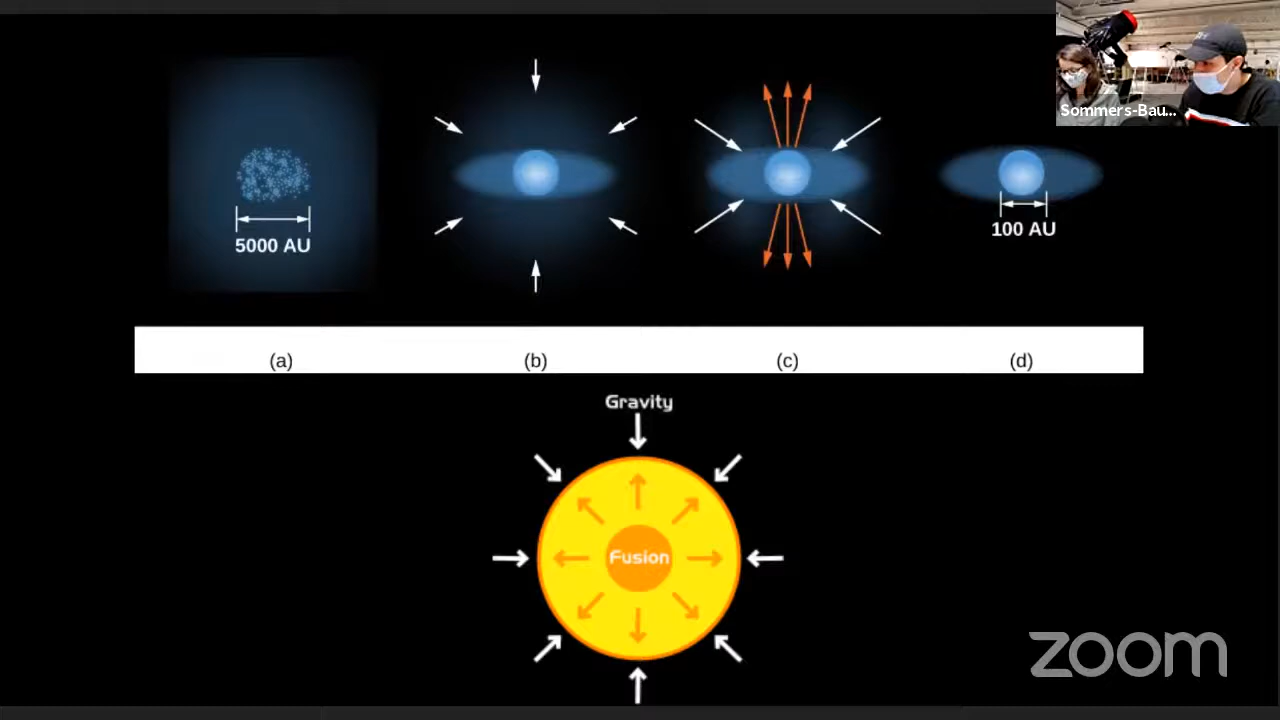 Sommers-Bau...
5000 AU
100 AU
(a)
(b)
(c)
(d)
Gravity
Fusion
zoom